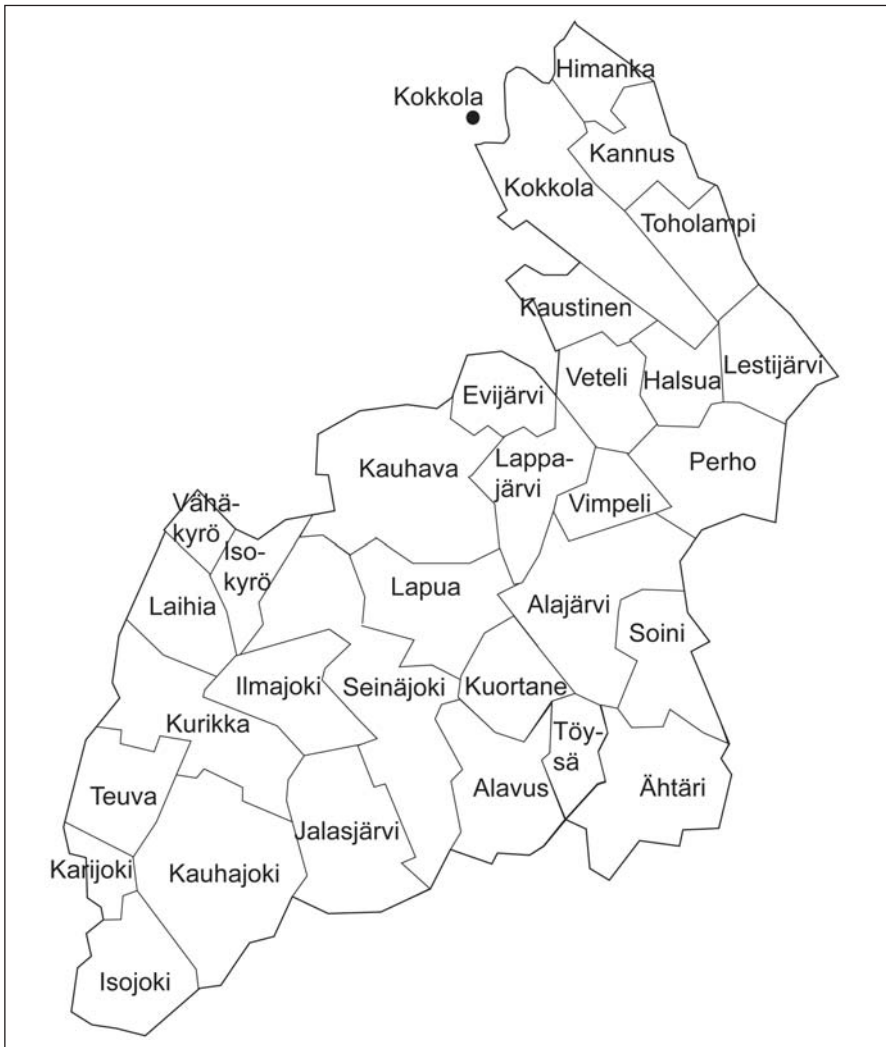 Himanka
Kokkola
Kannus
Kokkola
Toholampi
Kaustinen
Lestijärvi
Veteli
Halsua
Evijärvi
Perho
Kauhava
Lappa-
järvi
Vimpeli
Vähä-
kyrö
Iso-
kyrö
Lapua
Laihia
Alajärvi
Soini
Ilmajoki
Seinäjoki
Kuortane
Kurikka
Töy-
sä
Teuva
Alavus
Ähtäri
Jalasjärvi
Karijoki
Kauhajoki
Isojoki